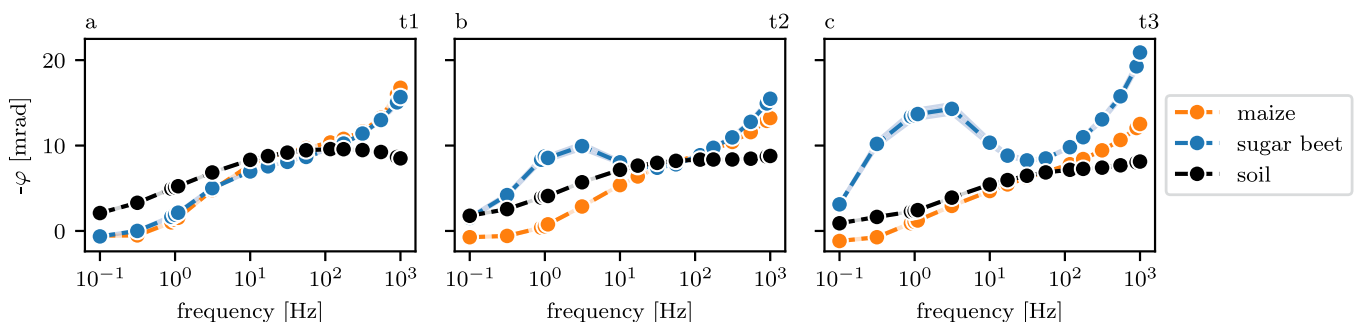 a t1
b t2
c t3
20
10
0
-φ [mrad]
10⁻¹ 10⁰ 10¹ 10² 10³
10⁻¹ 10⁰ 10¹ 10² 10³
10⁻¹ 10⁰ 10¹ 10² 10³
frequency [Hz]
frequency [Hz]
frequency [Hz]
maize
sugar beet
soil